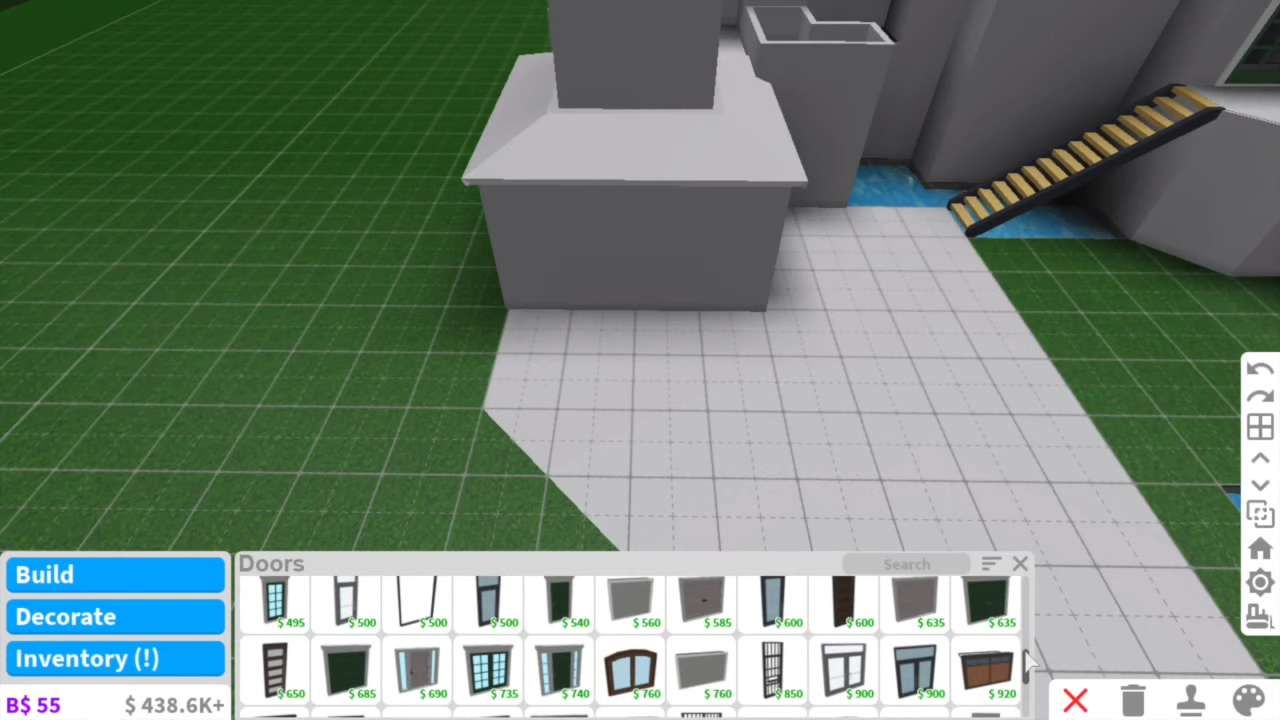 Doors
Search
$ 495 $ 500 $ 500 $ 500 $ 540 $ 560 $ 585 $ 600 $ 600 $ 635 $ 635
$ 650 $ 685 $ 690 $ 735 $ 740 $ 760 $ 760 $ 850 $ 900 $ 900 $ 920
Build
Decorate
Inventory (!)
B$ 55 $ 438.6K+